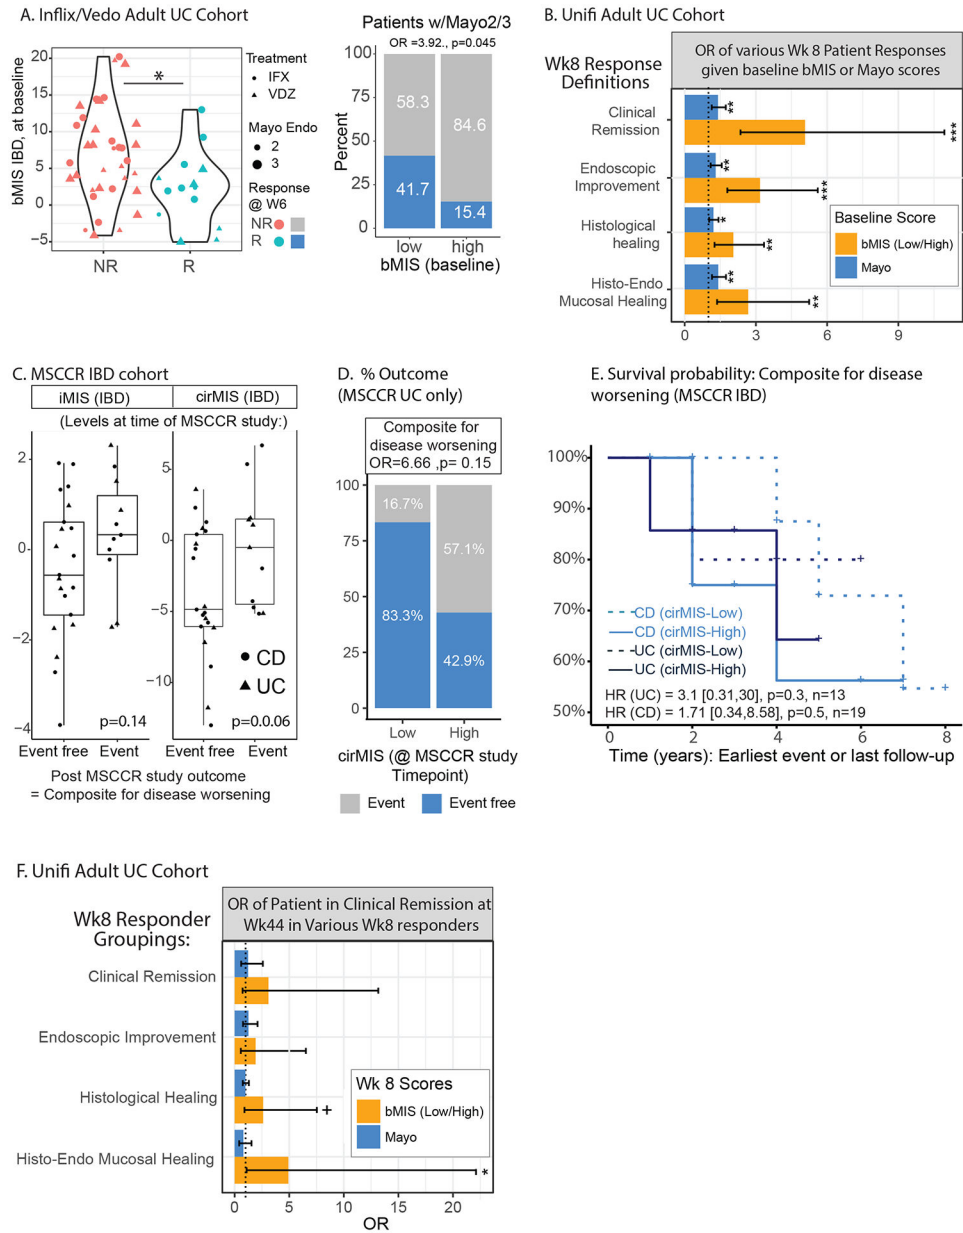 A. Inflix/Vedo Adult UC Cohort
bMIS IBD, at baseline
20
15
10
5
0
−5
NR
R
*
Treatment
IFX
VDZ
Mayo Endo
2
3
Response
@ W6
NR
R
Patients w/Mayo2/3
OR =3.92., p=0.045
Percent
100
75
50
25
0
58.3
84.6
41.7
15.4
low
high
bMIS (baseline)
B. Unifi Adult UC Cohort
Wk8 Response
Definitions
OR of various Wk 8 Patient Responses
given baseline bMIS or Mayo scores
Clinical
Remission
Endoscopic
Improvement
Histological
healing
Histo-Endo
Mucosal Healing
**
***
**
***
*
**
**
**
Baseline Score
bMIS (Low/High)
Mayo
0
3
6
9
C. MSCCR IBD cohort
iMIS (IBD)
cirMIS (IBD)
(Levels at time of MSCCR study:)
2
0
−2
−4
5
0
−5
−10
CD
UC
p=0.14
p=0.0.06
Event free
Event
Event free
Event
Post MSCCR study outcome
= Composite for disease worsening
D. % Outcome
(MSCCR UC only)
Composite for
disease worsening
OR=6.66 ,p= 0.15
100
75
50
25
0
16.7%
57.1%
83.3%
42.9%
Low
High
cirMIS (@ MSCCR study
Timepoint)
Event
Event free
E. Survival probability: Composite for disease
worsening (MSCCR IBD)
100%
90%
80%
70%
60%
50%
CD (cirMIS-Low)
CD (cirMIS-High)
UC (cirMIS-Low)
UC (cirMIS-High)
HR (UC) = 3.1 [0.31,30], p=0.3, n=13
HR (CD) = 1.71 [0.34,8.58], p=0.5, n=19
0
2
4
6
8
Time (years): Earliest event or last follow-up
F. Unifi Adult UC Cohort
Wk8 Responder
Groupings:
OR of Patient in Clinical Remission at
Wk44 in Various Wk8 responders
Clinical Remission
Endoscopic Improvement
Histological Healing
Histo-Endo Mucosal Healing
+
*
Wk 8 Scores
bMIS (Low/High)
Mayo
0
5
10
15
20
OR